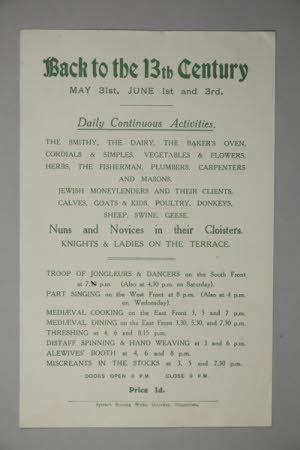 Back to the 13th Century
MAY 31st, JUNE 1st and 3rd.
Daily Continuous Activities.
THE SMITHY, THE DAIRY, THE BAKER'S OVEN,
CORDIALS & SIMPLES, VEGETABLES & FLOWERS,
HERBS, THE FISHERMAN, PLUMBERS, CARPENTERS
AND MASONS.
JEWISH MONEYLENDERS AND THEIR CLIENTS.
CALVES, GOATS & KIDS, POULTRY, DONKEYS,
SHEEP, SWINE, GEESE.
Nuns and Novices in their Cloisters.
KNIGHTS & LADIES ON THE TERRACE.
TROOP OF JONGLEURS & DANCERS on the South Front
at p.m. (Also at 4.30 p.m. on Saturday).
PART SINGING on the West Front at 8 p.m. (Also at 4 p.m.
on Wednesday).
MEDIÆVAL COOKING on the East Front 3, 5 and 7 p.m.
MEDIÆVAL DINING on the East Front 3.30, 5.30, and 7.30 p.m.
THRESHING at 4, 6 and 8.15 p.m.
DISTAFF SPINNING & HAND WEAVING at 3 and 6 p.m.
ALEWIVES' BOOTH at 4, 6 and 8 p.m.
MISCREANTS IN THE STOCKS at 3, 5 and 7.30 p.m.
DOORS OPEN P.M. CLOSE 9 P.M.
Price 1d.
Printing Works,